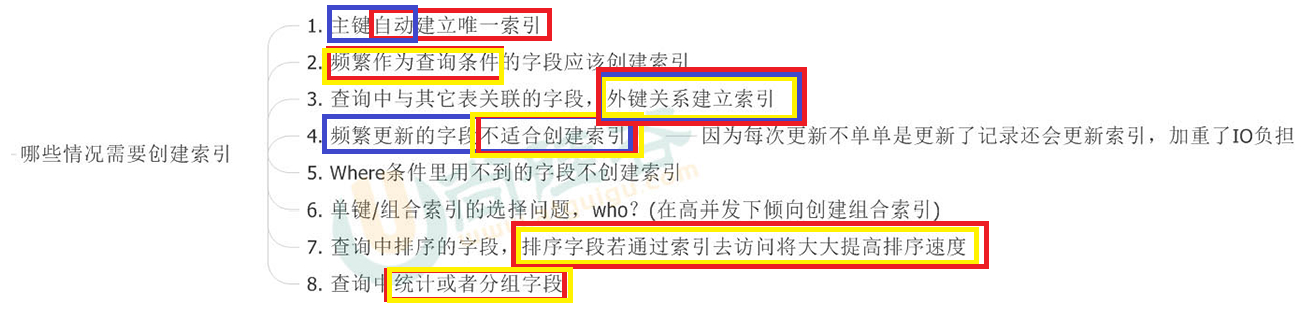 哪些情况需要创建索引
1. 主键自动建立唯一索引
2. 频繁作为查询条件的字段应该创建索引
3. 查询中与其它表关联的字段，外键关系建立索引
4. 频繁更新的字段不适合创建索引
因为每次更新不单单是更新了记录还会更新索引，加重了IO负担
5. Where条件里用不到的字段不创建索引
6. 单键/组合索引的选择问题，who？(在高并发下倾向创建组合索引)
7. 查询中排序的字段，排序字段若通过索引去访问将大大提高排序速度
8. 查询中统计或者分组字段